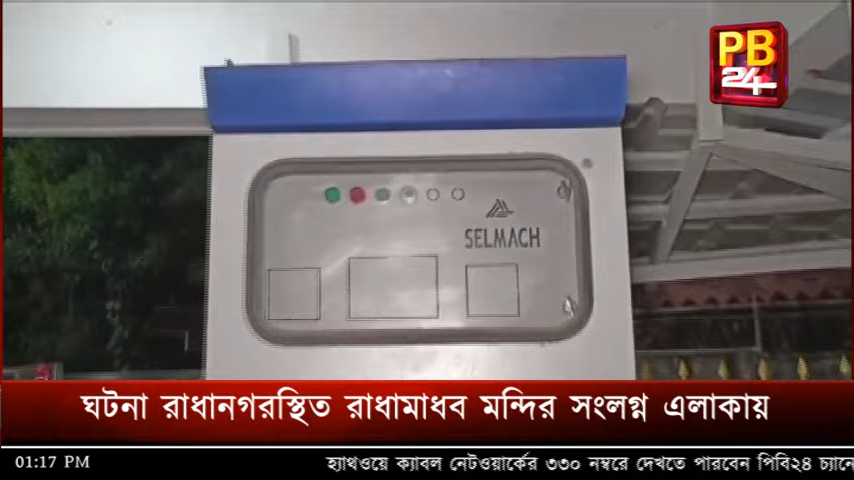 PB
24
SELMACH
ঘটনা রাধানগরস্থিত রাধামাধব মন্দির সংলগ্ন এলাকায়
01:17 PM
হ্যাথওয়ে ক্যাবল নেটওয়ার্কের ৩৩০ নম্বরে দেখতে পারবেন পিবি২৪ চ্যানে